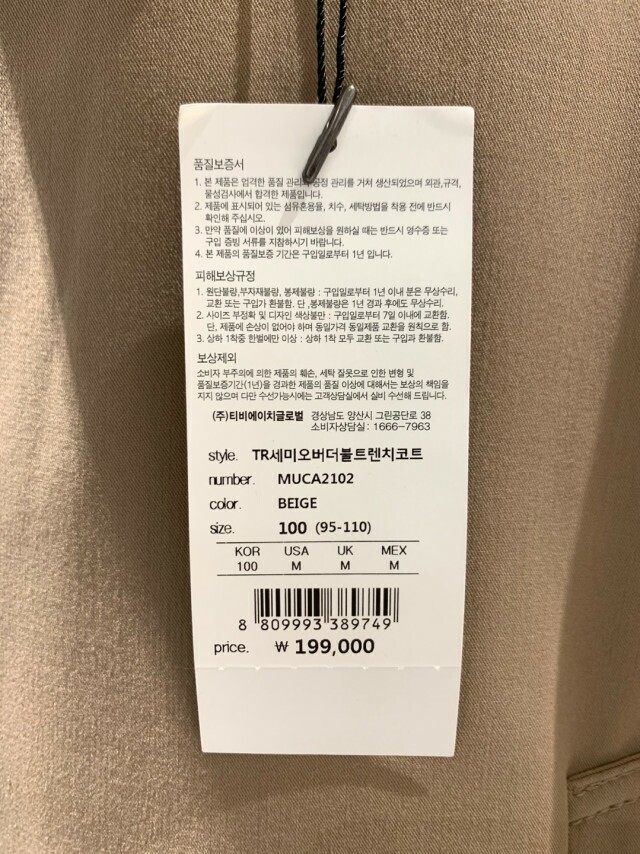 품질보증서
1. 본 제품은 엄격한 품질 관리와 공정 관리를 거쳐 생산되었으며 외관,규격,
물성검사에서 합격한 제품입니다.
2. 제품에 표시되어 있는 섬유혼용율, 치수, 세탁방법을 착용 전에 반드시
확인해 주십시오.
3. 만약 품질에 이상이 있어 피해보상을 원하실 때는 반드시 영수증 또는
구입 증빙 서류를 지참하시기 바랍니다.
4. 본 제품의 품질보증 기간은 구입일로부터 1년 입니다.
피해보상규정
1. 원단불량,부자재불량, 봉제불량 : 구입일로부터 1년 이내 분은 무상수리,
교환 또는 구입가 환불함. 단 ,봉제불량은 1년 경과 후에도 무상수리.
2. 사이즈 부정확 및 디자인 색상불만 : 구입일로부터 7일 이내에 교환함.
단, 제품에 손상이 없어야 하며 동일가격 동일제품 교환을 원칙으로 함.
3. 상하 1착중 한벌에만 이상 : 상하 1착 모두 교환 또는 구입과 환불함.
보상제외
소비자 부주의에 의한 제품의 훼손, 세탁 잘못으로 인한 변형 및
품질보증기간(1년)을 경과한 제품의 품질 이상에 대해서는 보상의 책임을
지지 않으며 다만 수선가능시에는 고객상담실에서 실비 수선해 드립니다.
(주)티비에이치글로벌 경상남도 양산시 그린공단로 38
소비자상담실 : 1666-7963
style. TR세미오버더블트렌치코트
number. MUCA2102
color. BEIGE
size. 100 (95-110)
KOR USA UK MEX
100 M M M
8 809993 389749
price. ₩ 199,000